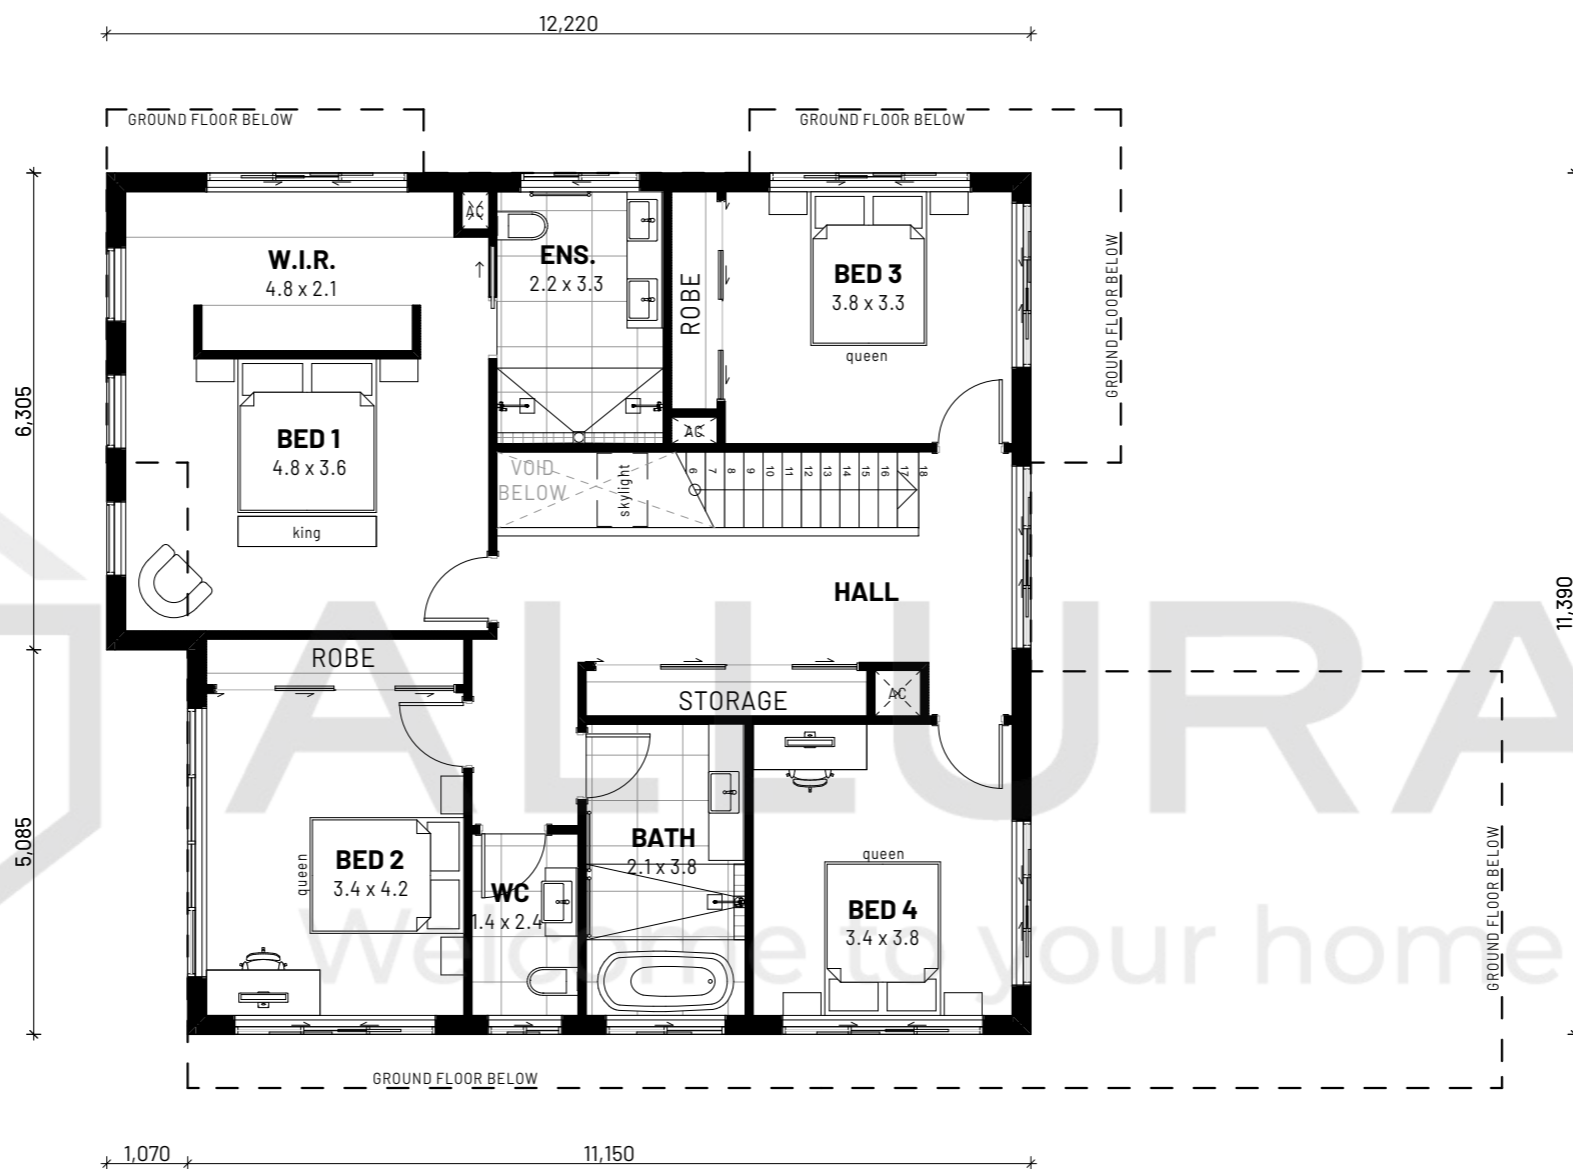 12,220
GROUND FLOOR BELOW
GROUND FLOOR BELOW
AC
W.I.R.
4.8 x 2.1
ENS.
2.2 x 3.3
ROBE
BED 3
3.8 x 3.3
queen
GROUND FLOOR BELOW
6,305
BED 1
4.8 x 3.6
king
AC
VOID
BELOW
skylight
6 7 8 9 10 11 12 13 14 15 16 17 18
HALL
11,390
ALLURA
ROBE
STORAGE
AC
5,085
BED 2
3.4 x 4.2
queen
WC
1.4 x 2.4
BATH
2.1 x 3.8
queen
BED 4
3.4 x 3.8
GROUND FLOOR BELOW
Welcome to your home
GROUND FLOOR BELOW
1,070
11,150